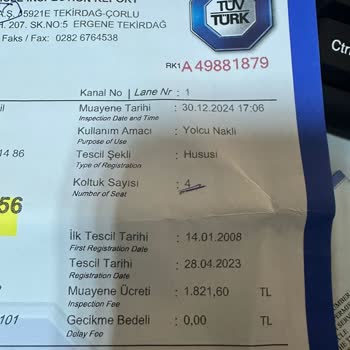 A.Ş. 35921E TEKİRDAĞ-ÇORLU
. 207. SK.NO:5 ERGENE TEKİRDAĞ
Faks / Fax: 0282 6764538
TÜV
TÜRK
RK1 A 49881879
Kanal No | Lane Nr : 1
Muayene Tarihi : 30.12.2024 17:06
Inspection Date and Time
Kullanım Amacı : Yolcu Nakli
Purpose of Use
14 86
Tescil Şekli : Hususi
Type of Registration
Koltuk Sayısı : 4
Number of Seat
56
İlk Tescil Tarihi : 14.01.2008
First Registration Date
Tescil Tarihi : 28.04.2023
Registration Date
Muayene Ücreti : 1.821,60 TL
Inspection Fee
101
Gecikme Bedeli : 0,00 TL
Delay Fee
Ctr